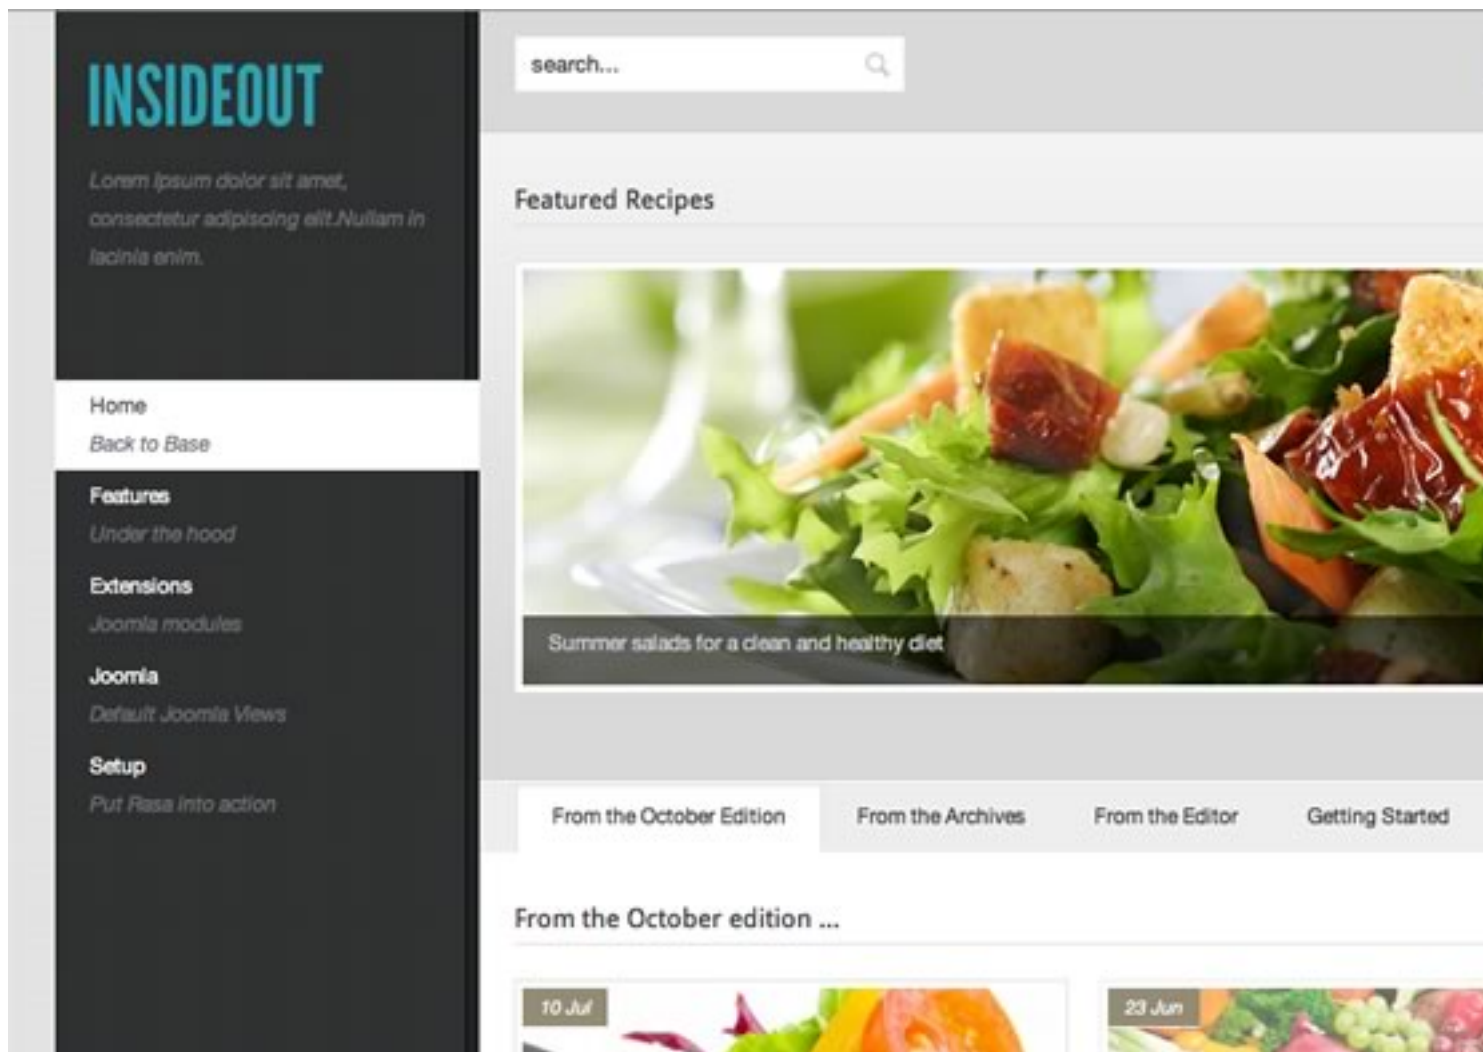 INSIDEOUT
Lorem Ipsum dolor sit amet,
consectetur adipiscing elit.Nullam in
lacinia enim.
Home
Back to Base
Features
Under the hood
Extensions
Joomla modules
Joomla
Default Joomla Views
Setup
Put Rasa into action
search...
Featured Recipes
Summer salads for a clean and healthy diet
From the October Edition From the Archives From the Editor Getting Started
From the October edition ...
10 Jul 23 Jun